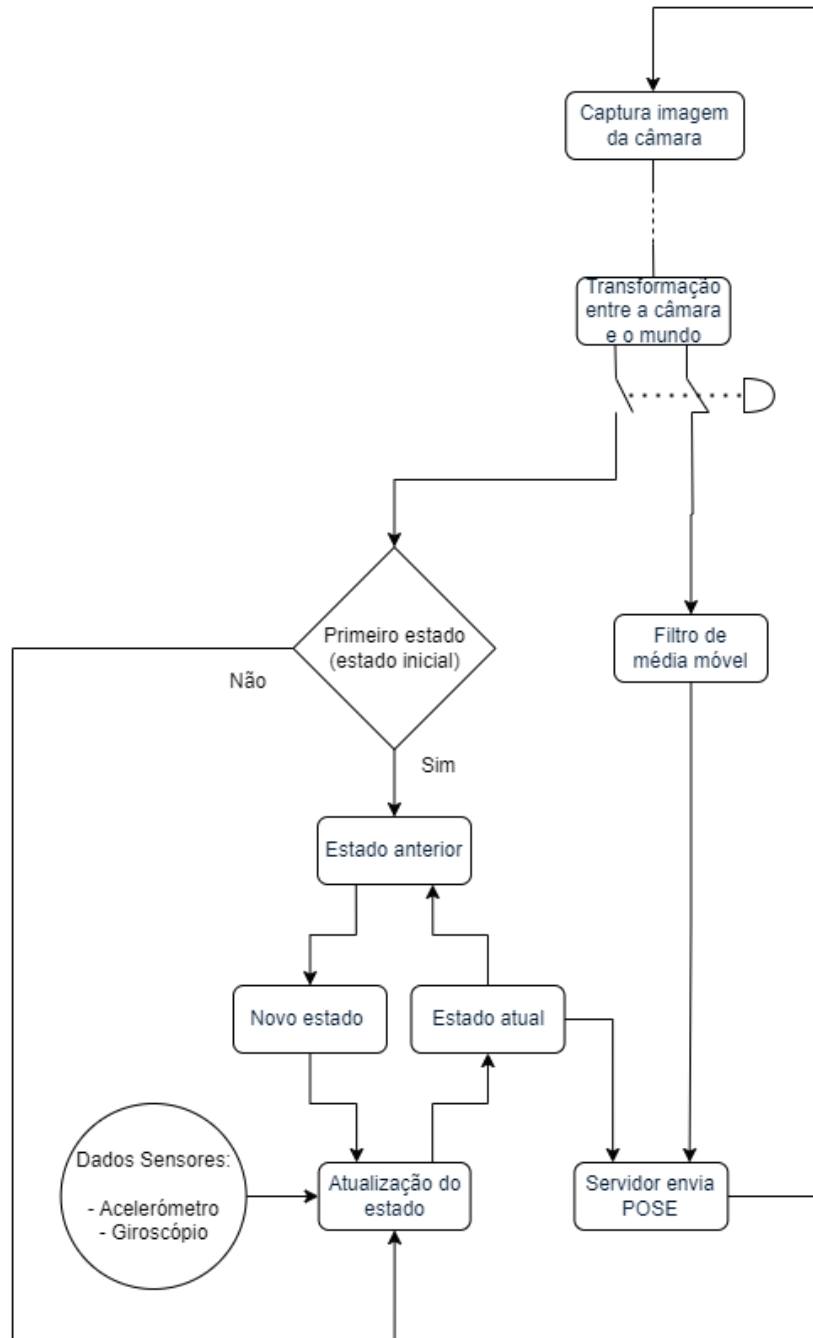 Captura imagem
da câmara
Transformação
entre a câmara
e o mundo
Primeiro estado
(estado inicial)
Não
Filtro de
média móvel
Sim
Estado anterior
Novo estado
Estado atual
Dados Sensores:
- Acelerómetro
- Giroscópio
Atualização do
estado
Servidor envia
POSE